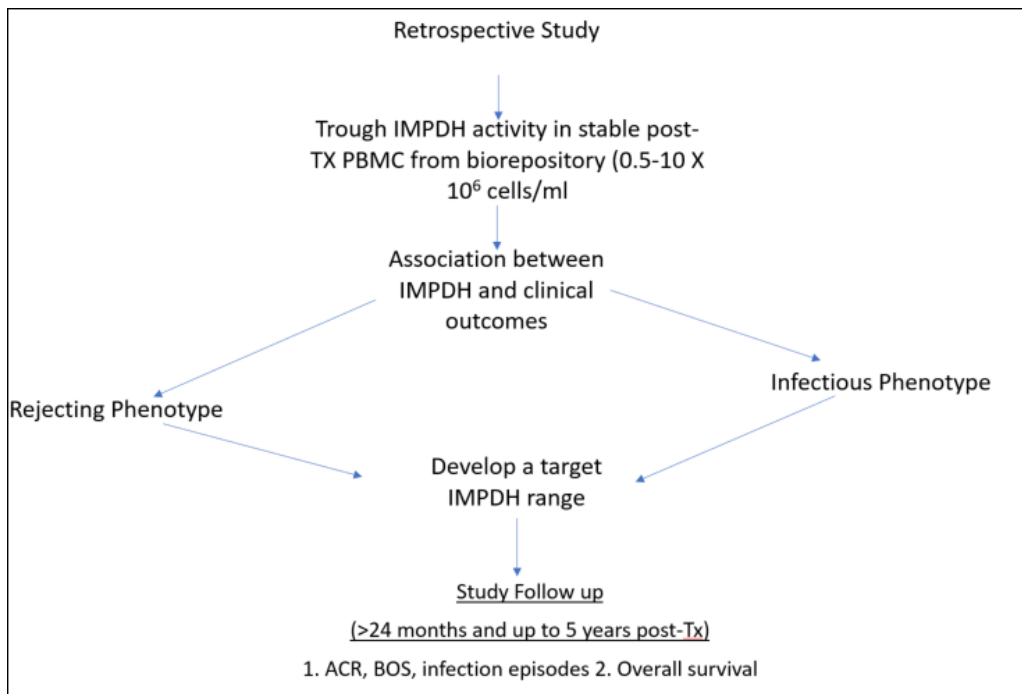 Retrospective Study
Trough IMPDH activity in stable post-
TX PBMC from biorepository (0.5-10 X
10⁶ cells/ml
Association between
IMPDH and clinical
outcomes
Rejecting Phenotype
Infectious Phenotype
Develop a target
IMPDH range
Study Follow up
(>24 months and up to 5 years post-Tx)
1. ACR, BOS, infection episodes 2. Overall survival